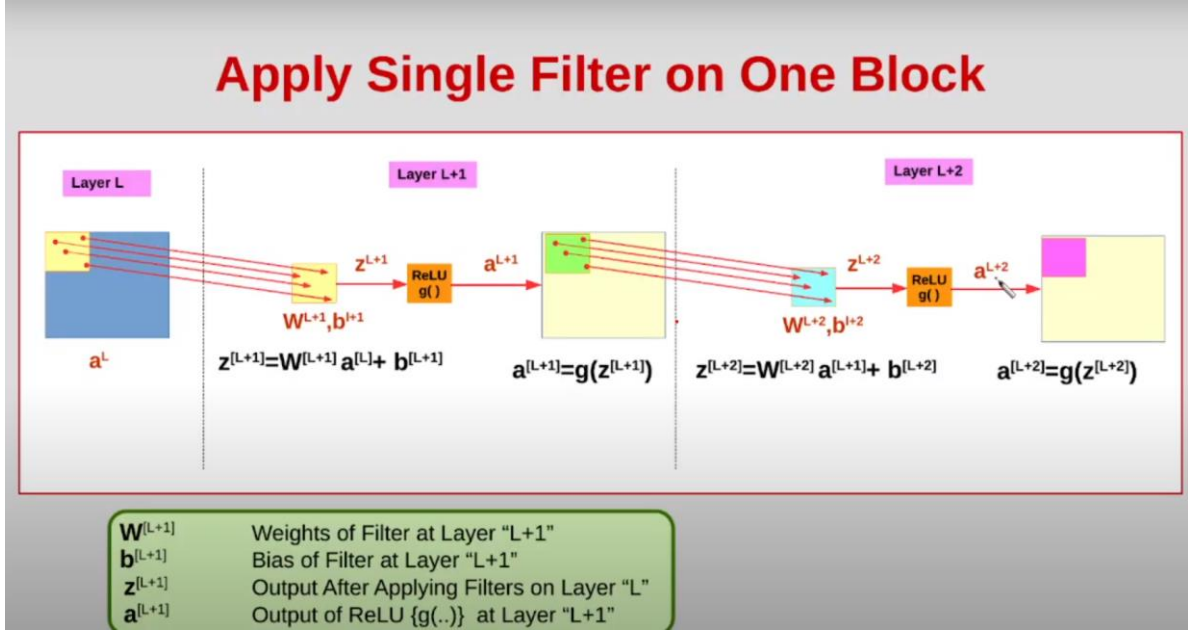 Apply Single Filter on One Block
Layer L
Layer L+1
Layer L+2
z^{L+1}
ReLU
g( )
a^{L+1}
z^{L+2}
ReLU
g( )
a^{L+2}
W^{L+1},b^{l+1}
W^{L+2},b^{l+2}
a^L
z^{[L+1]}=W^{[L+1]} a^{[L]}+ b^{[L+1]}
a^{[L+1]}=g(z^{[L+1]})
z^{[L+2]}=W^{[L+2]} a^{[L+1]}+ b^{[L+2]}
a^{[L+2]}=g(z^{[L+2]})
W^{[L+1]} Weights of Filter at Layer “L+1”
b^{[L+1]} Bias of Filter at Layer “L+1”
z^{[L+1]} Output After Applying Filters on Layer “L”
a^{[L+1]} Output of ReLU {g(..)} at Layer “L+1”